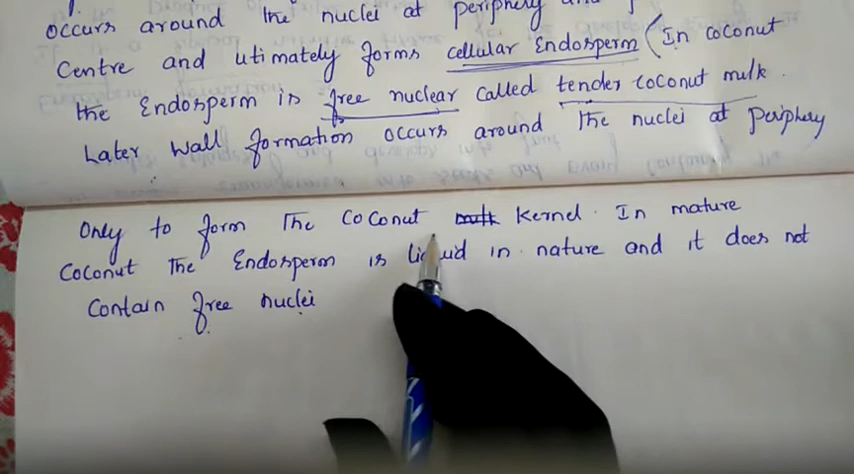 occurs around the nuclei at periphery and
Centre and utimately forms cellular Endosperm (In coconut
the Endosperm is free nuclear called tender coconut milk.
Later wall formation occurs around the nuclei at periphery
Only to form The coconut kernel. In mature
coconut The Endosperm is liquid in nature and it does not
Contain free nuclei